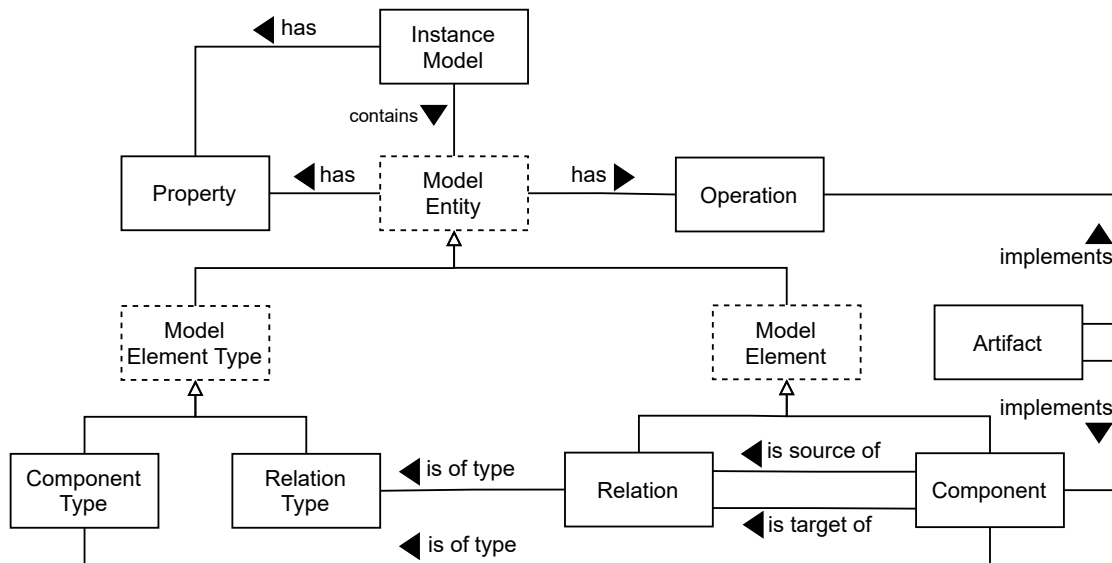 has
Instance
Model
contains
Property
has
Model
Entity
has
Operation
implements
Model
Element Type
Model
Element
Artifact
implements
Component
Type
Relation
Type
is of type
Relation
is source of
is target of
Component
is of type